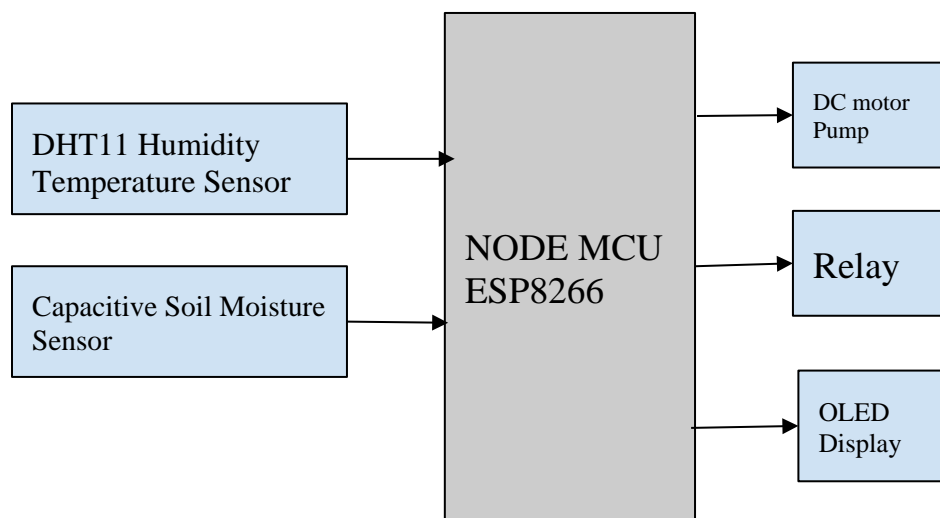 DHT11 Humidity
Temperature Sensor
Capacitive Soil Moisture
Sensor
NODE MCU
ESP8266
DC motor
Pump
Relay
OLED
Display